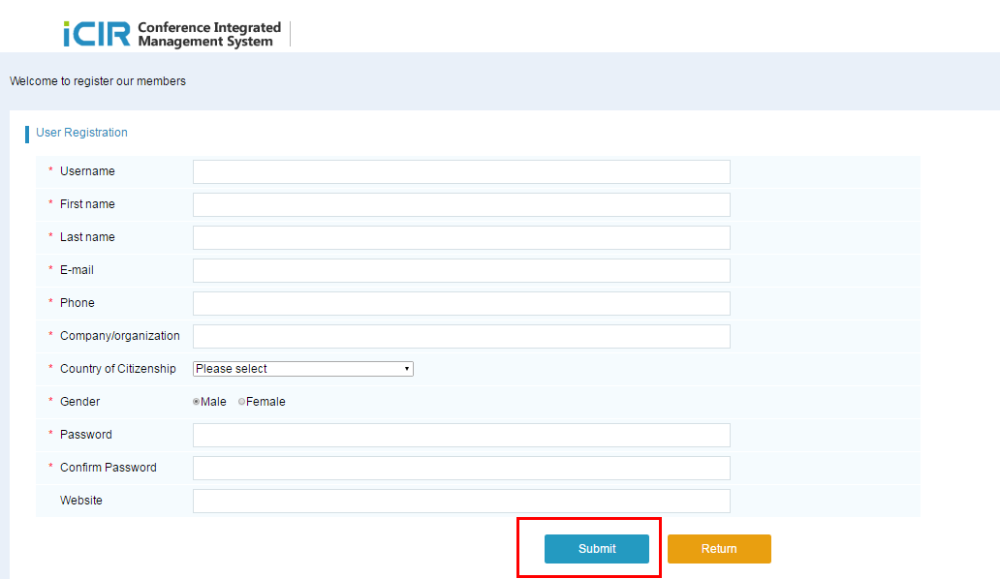 iCIR Conference Integrated
Management System
Welcome to register our members
User Registration
* Username
* First name
* Last name
* E-mail
* Phone
* Company/organization
* Country of Citizenship Please select
* Gender Male Female
* Password
* Confirm Password
Website
Submit Return